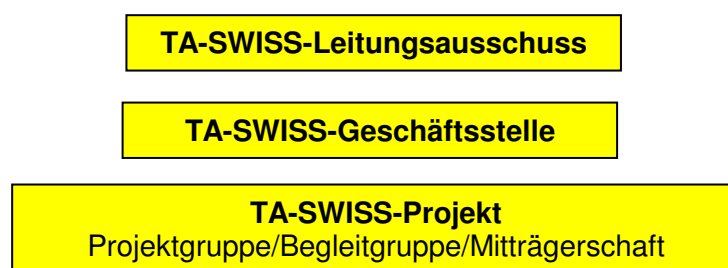 TA-SWISS-Leitungsausschuss
TA-SWISS-Geschäftsstelle
TA-SWISS-Projekt
Projektgruppe/Begleitgruppe/Mitträgerschaft